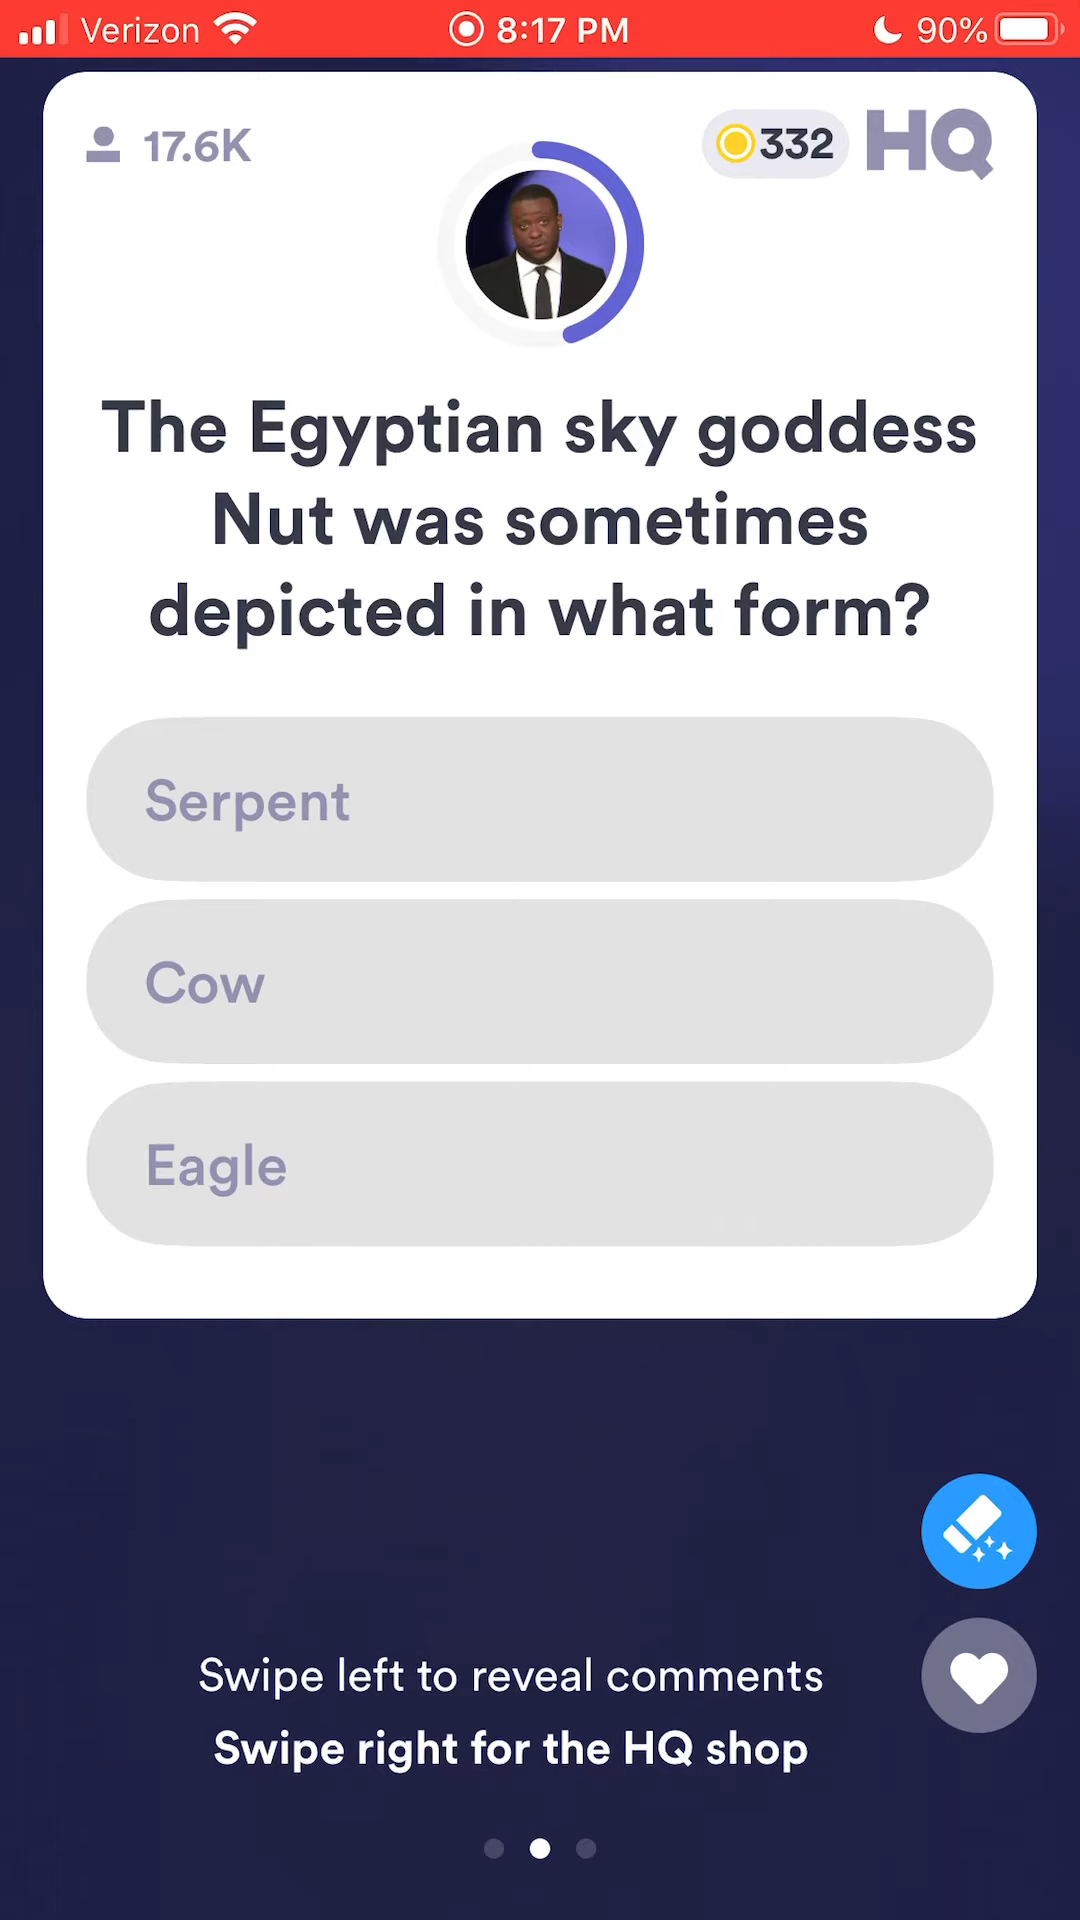 Verizon 8:17 PM 90%
17.6K 332 HQ
The Egyptian sky goddess
Nut was sometimes
depicted in what form?
Serpent
Cow
Eagle
Swipe left to reveal comments
Swipe right for the HQ shop